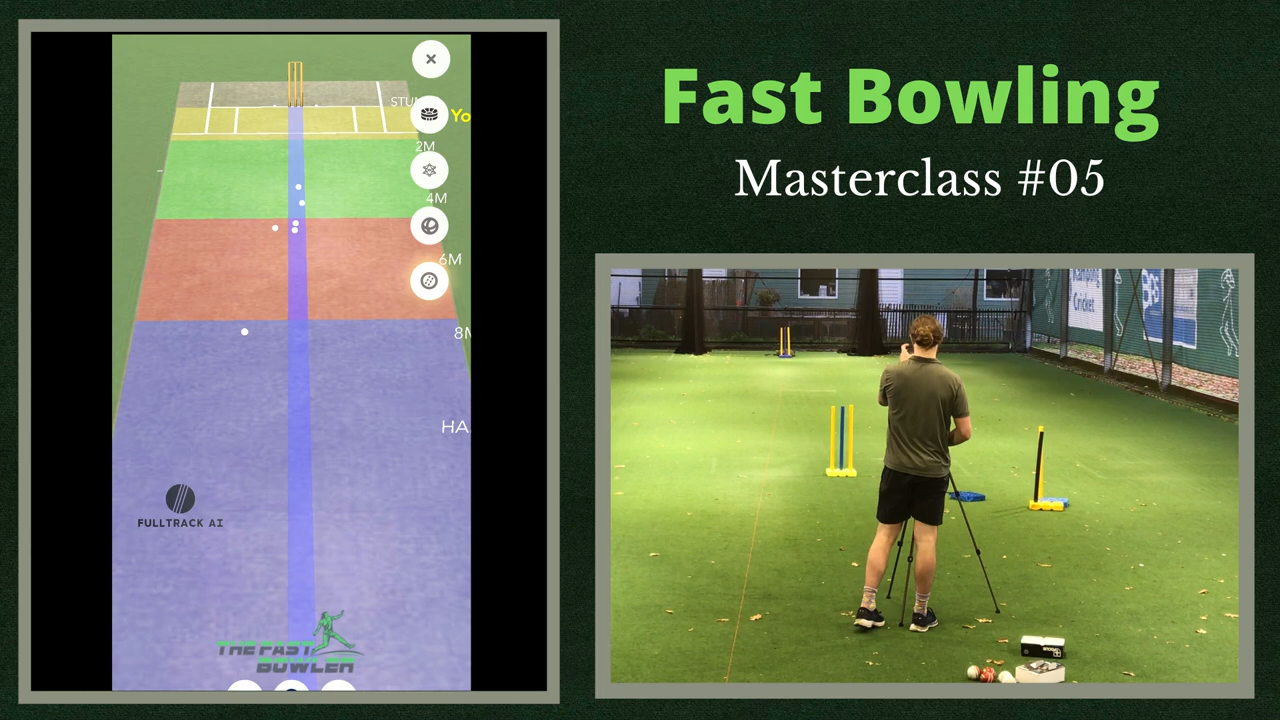 Fast Bowling
Masterclass #05
STU
Yo
2M
4M
6M
8M
HA
FULLTRACK AI
THE FAST
BOWLER
Cricket